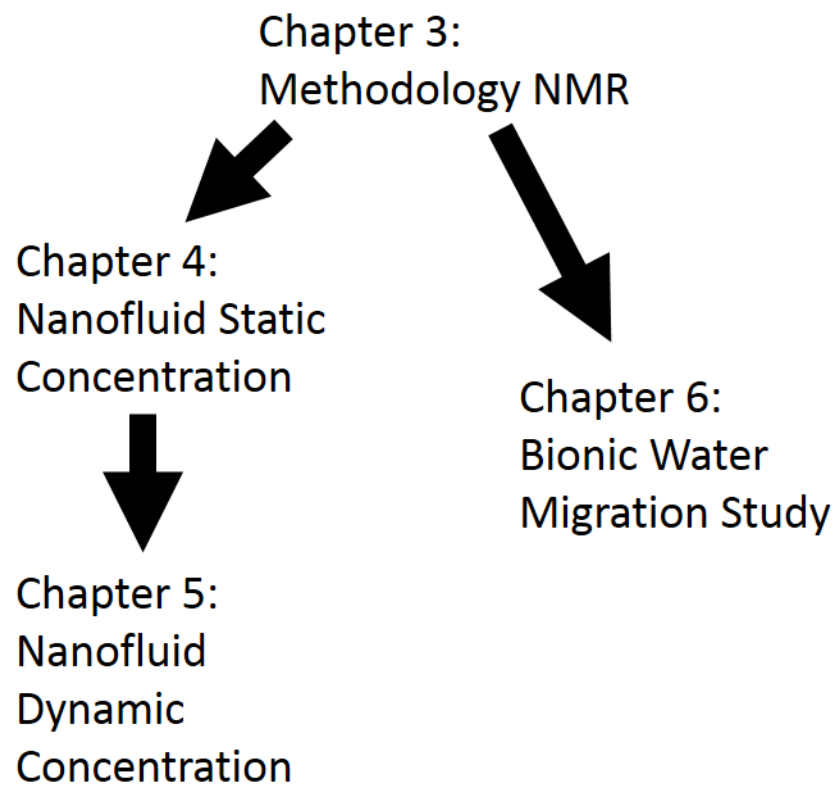 Chapter 3:
Methodology NMR
Chapter 4:
Nanofluid Static
Concentration
Chapter 6:
Bionic Water
Migration Study
Chapter 5:
Nanofluid
Dynamic
Concentration